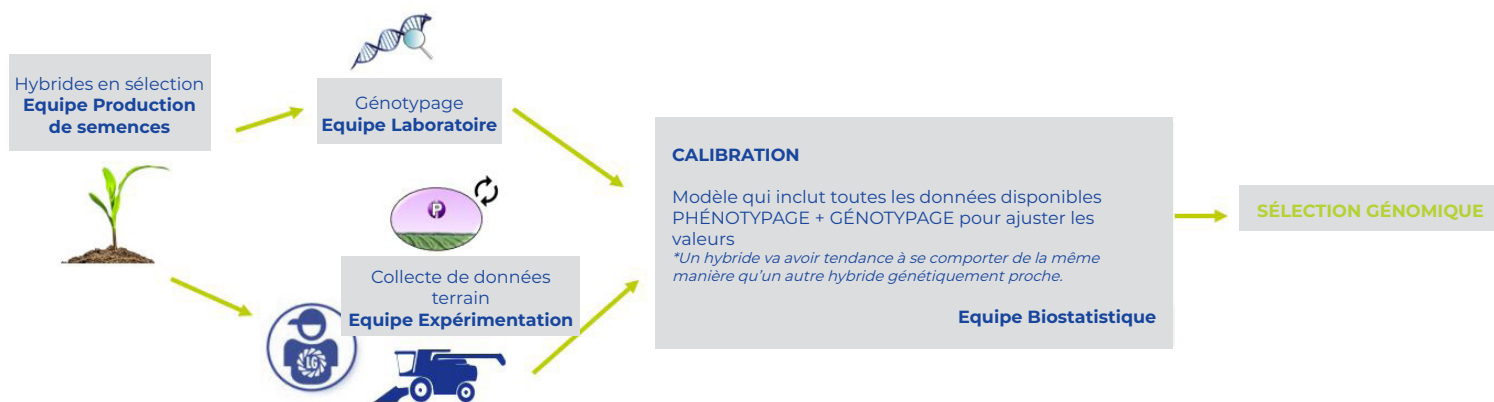 Hybrides en sélection
Equipe Production
de semences
Génotypage
Equipe Laboratoire
P
Collecte de données
terrain
Equipe Expérimentation
LG
CALIBRATION
Modèle qui inclut toutes les données disponibles
PHÉNOTYPAGE + GÉNOTYPAGE pour ajuster les
valeurs
*Un hybride va avoir tendance à se comporter de la même
manière qu'un autre hybride génétiquement proche.
Equipe Biostatistique
SÉLECTION GÉNOMIQUE